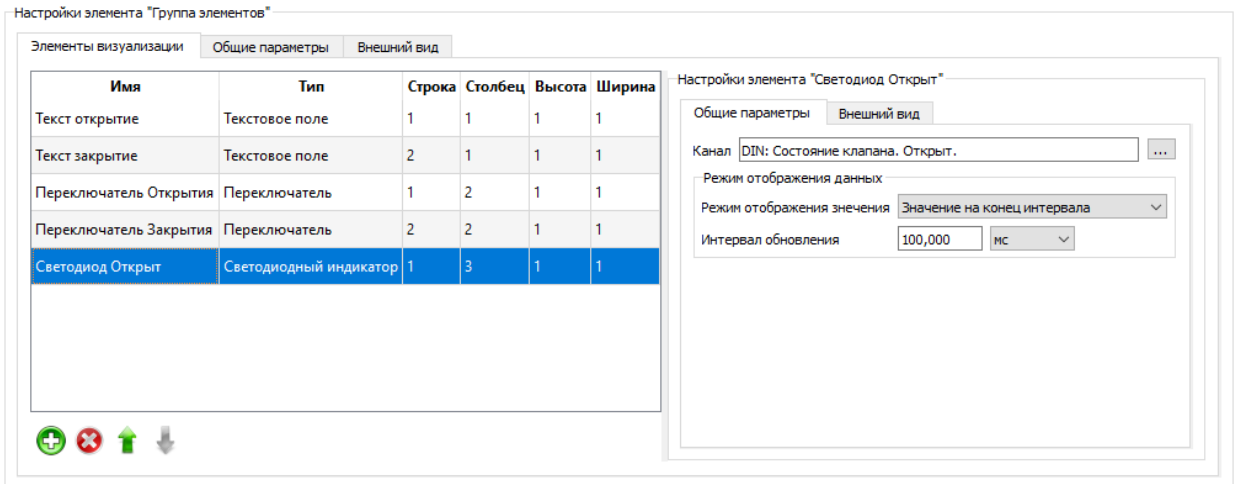 Настройки элемента "Группа элементов"
Элементы визуализации Общие параметры Внешний вид
Имя Тип Строка Столбец Высота Ширина
Текст открытие Текстовое поле 1 1 1 1
Текст закрытие Текстовое поле 2 1 1 1
Переключатель Открытия Переключатель 1 2 1 1
Переключатель Закрытия Переключатель 2 2 1 1
Светодиод Открыт Светодиодный индикатор 1 3 1 1
Настройки элемента "Светодиод Открыт"
Общие параметры Внешний вид
Канал DIN: Состояние клапана. Открыт. ...
Режим отображения данных
Режим отображения знечения Значение на конец интервала
Интервал обновления 100,000 мс